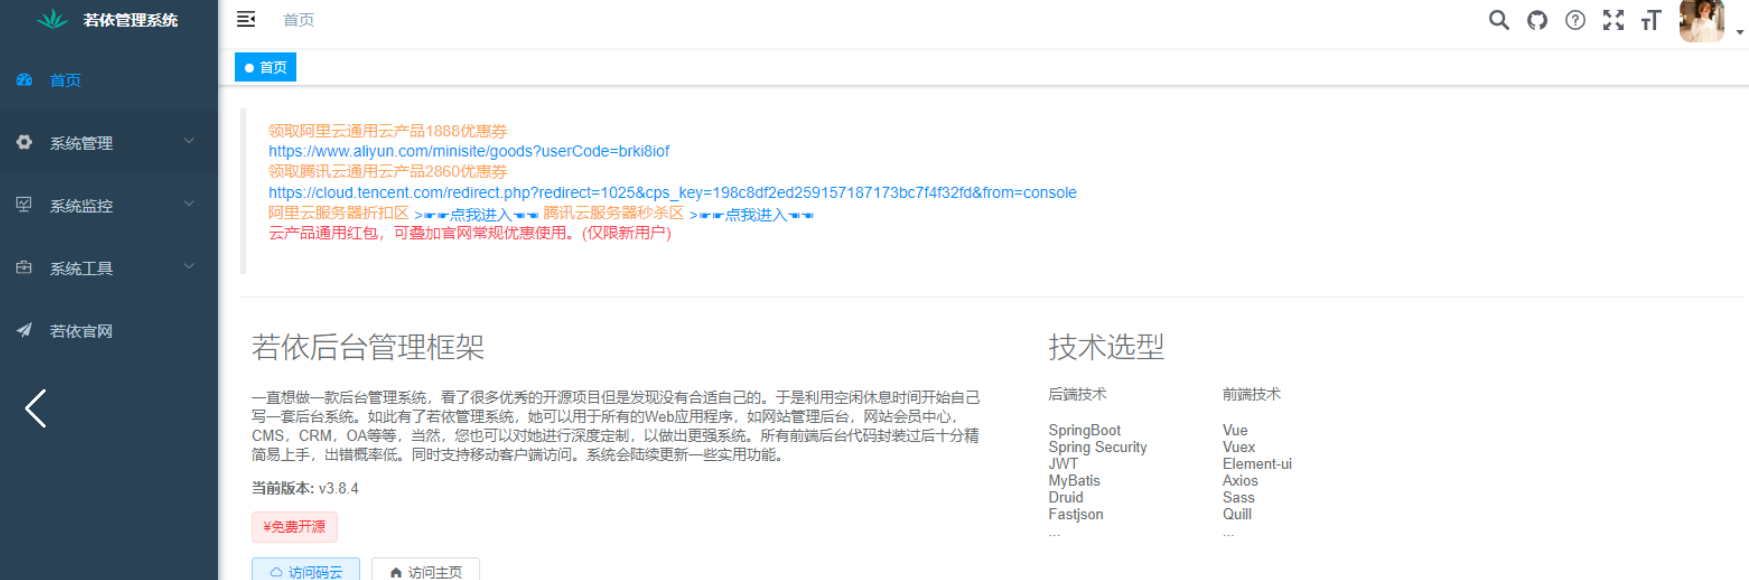 若依管理系统
首页
首页
系统管理
系统监控
系统工具
若依官网
首页
领取阿里云通用云产品1888优惠券
https://www.aliyun.com/minisite/goods?userCode=brki8iof
领取腾讯云通用云产品2860优惠券
https://cloud.tencent.com/redirect.php?redirect=1025&cps_key=198c8df2ed259157187173bc7f4f32fd&from=console
阿里云服务器折扣区 >☛☛点我进入☚☚ 腾讯云服务器秒杀区 >☛☛点我进入☚☚
云产品通用红包，可叠加官网常规优惠使用。(仅限新用户)
若依后台管理框架
一直想做一款后台管理系统，看了很多优秀的开源项目但是发现没有合适自己的。于是利用空闲休息时间开始自己
写一套后台系统。如此有了若依管理系统，她可以用于所有的Web应用程序，如网站管理后台，网站会员中心，
CMS，CRM，OA等等，当然，您也可以对她进行深度定制，以做出更强系统。所有前端后台代码封装过后十分精
简易上手，出错概率低。同时支持移动客户端访问。系统会陆续更新一些实用功能。
当前版本: v3.8.4
¥免费开源
访问码云 访问主页
技术选型
后端技术
SpringBoot
Spring Security
JWT
MyBatis
Druid
Fastjson
...
前端技术
Vue
Vuex
Element-ui
Axios
Sass
Quill
...